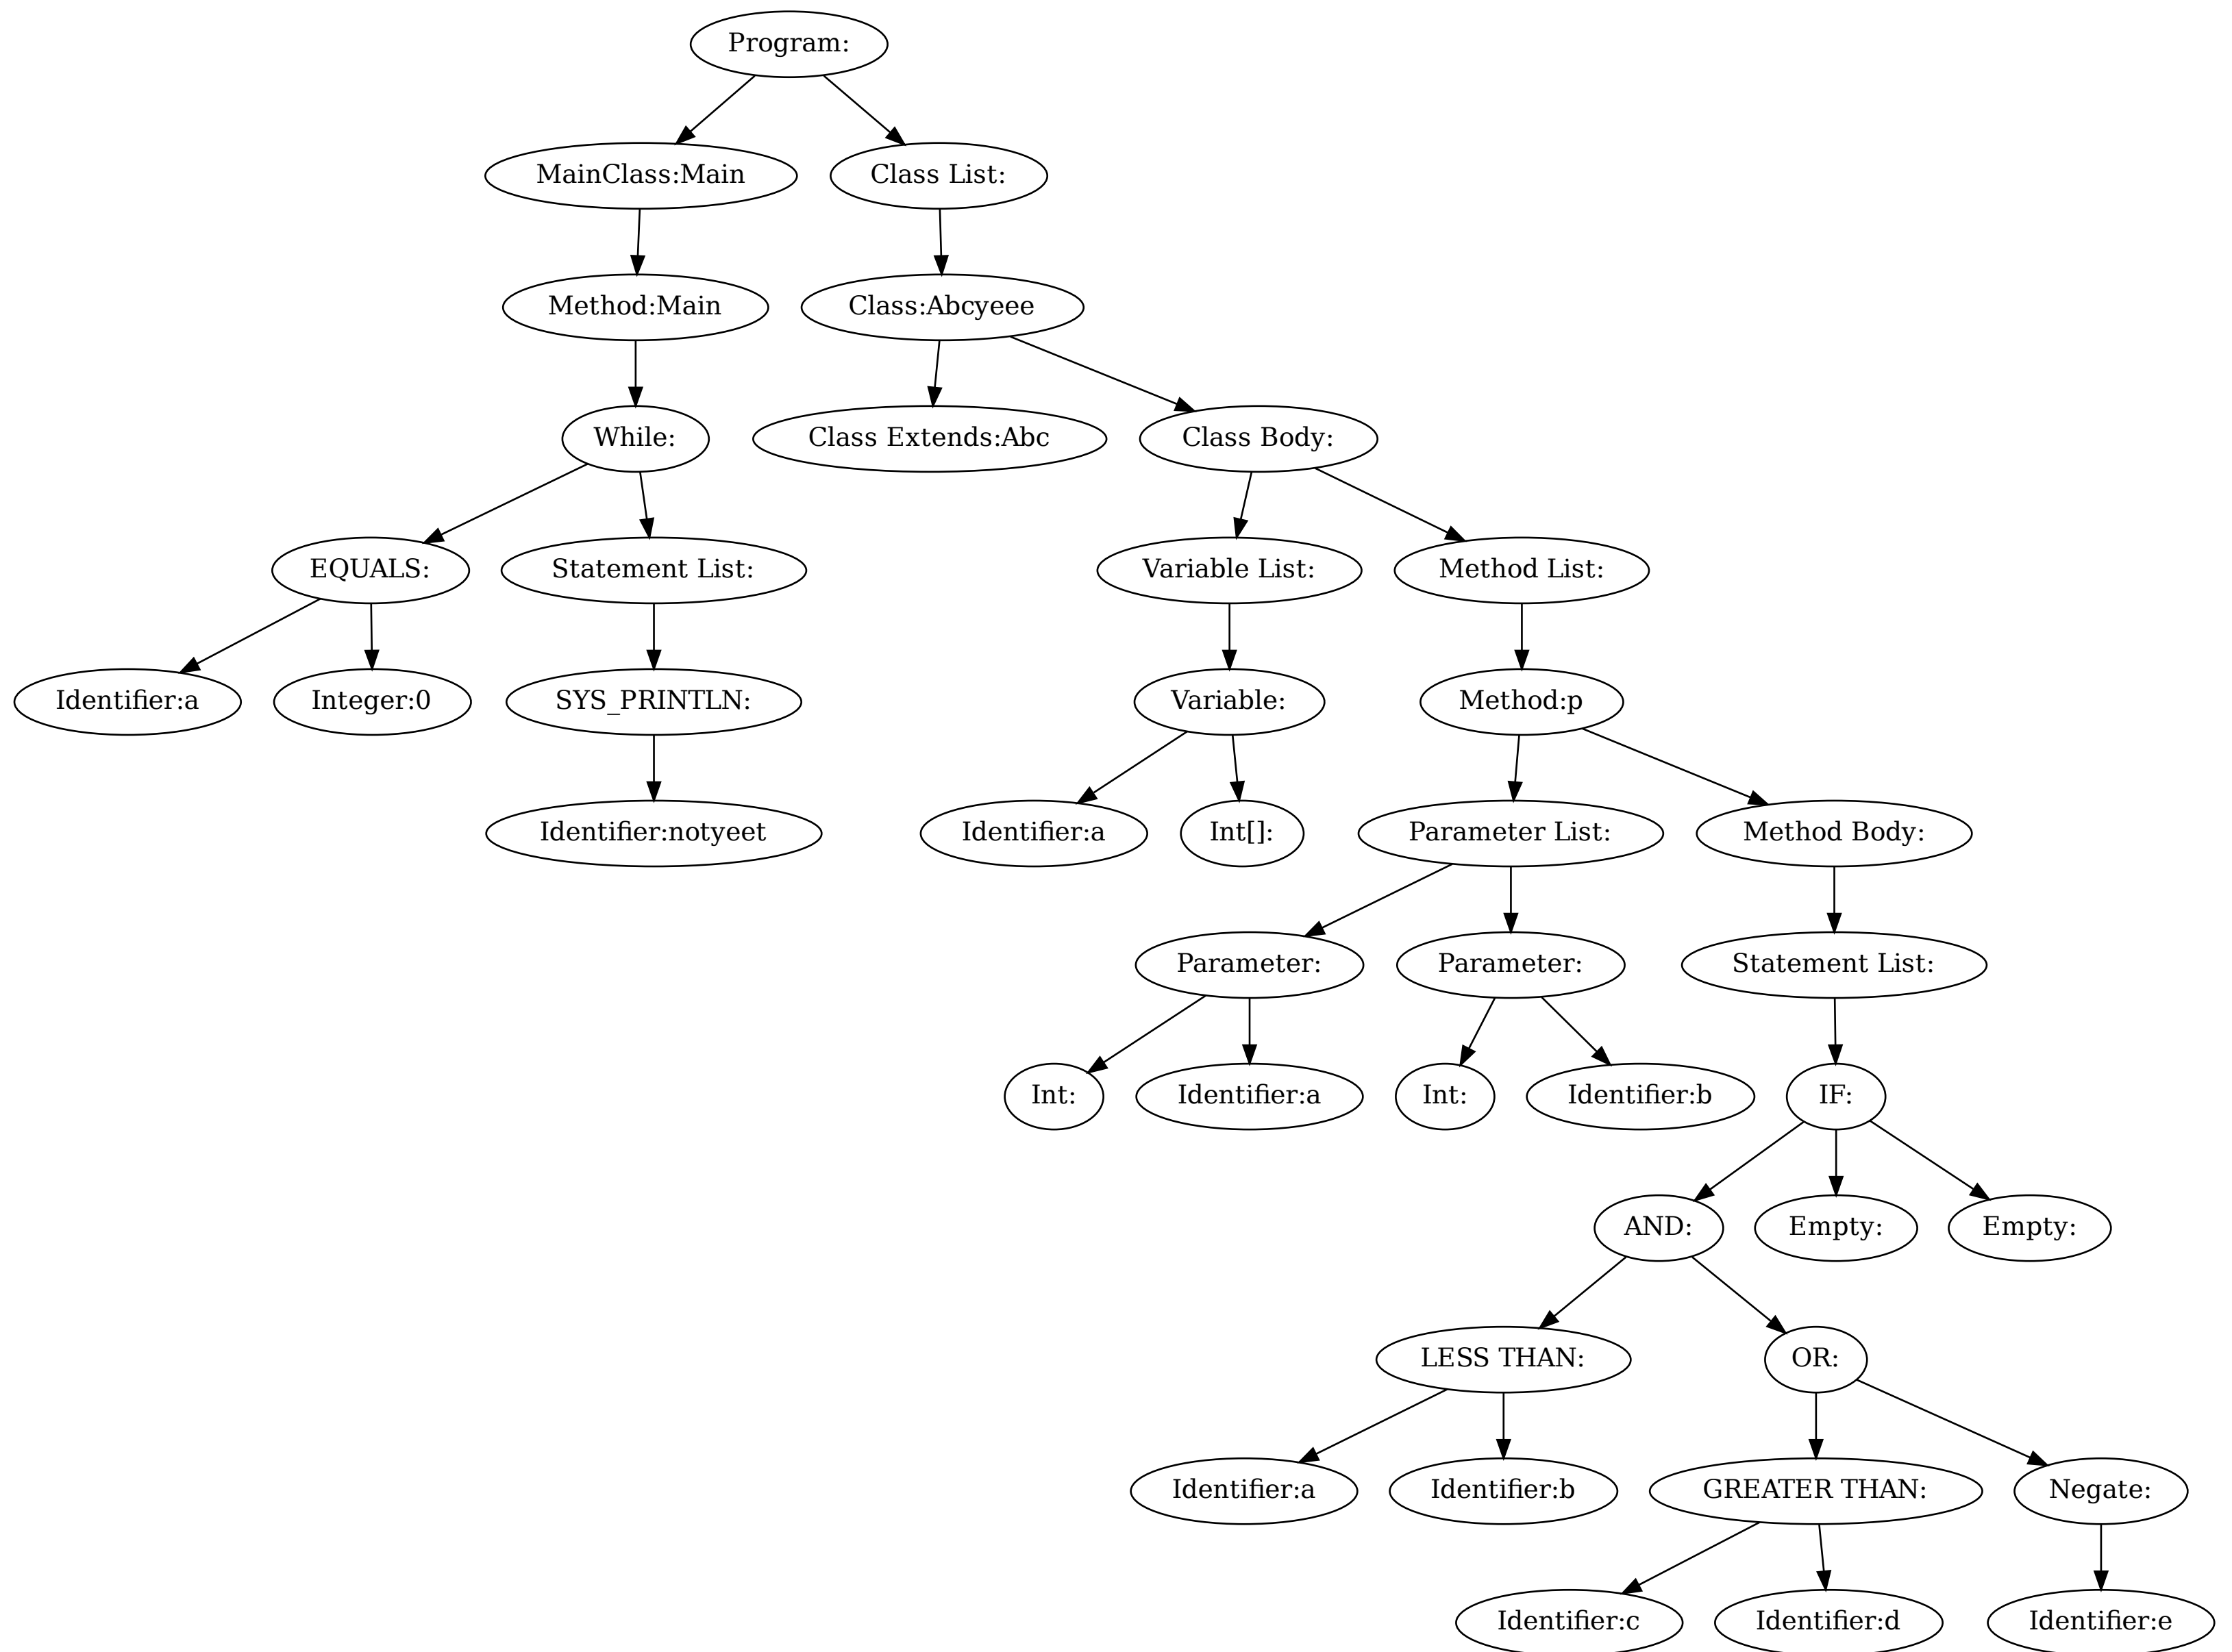 Program:
MainClass:Main
Class List:
Method:Main
Class:Abcyeee
While:
Class Extends:Abc
Class Body:
EQUALS:
Statement List:
Variable List:
Method List:
Identifier:a
Integer:0
SYS_PRINTLN:
Variable:
Method:p
Identifier:notyeet
Identifier:a
Int[]:
Parameter List:
Method Body:
Parameter:
Parameter:
Statement List:
Int:
Identifier:a
Int:
Identifier:b
IF:
AND:
Empty:
Empty:
LESS THAN:
OR:
Identifier:a
Identifier:b
GREATER THAN:
Negate:
Identifier:c
Identifier:d
Identifier:e